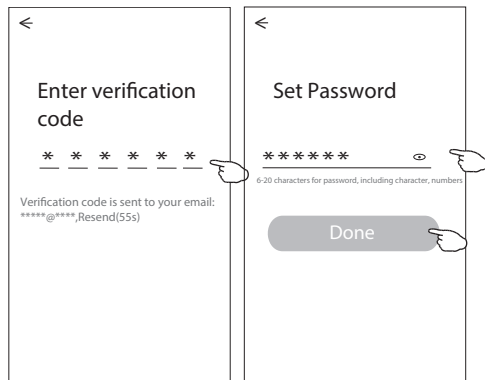 Enter verification
code
* * * * * *
Verification code is sent to your email:
*****@****,Resend(55s)
Set Password
******
6-20 characters for password, including character, numbers
Done